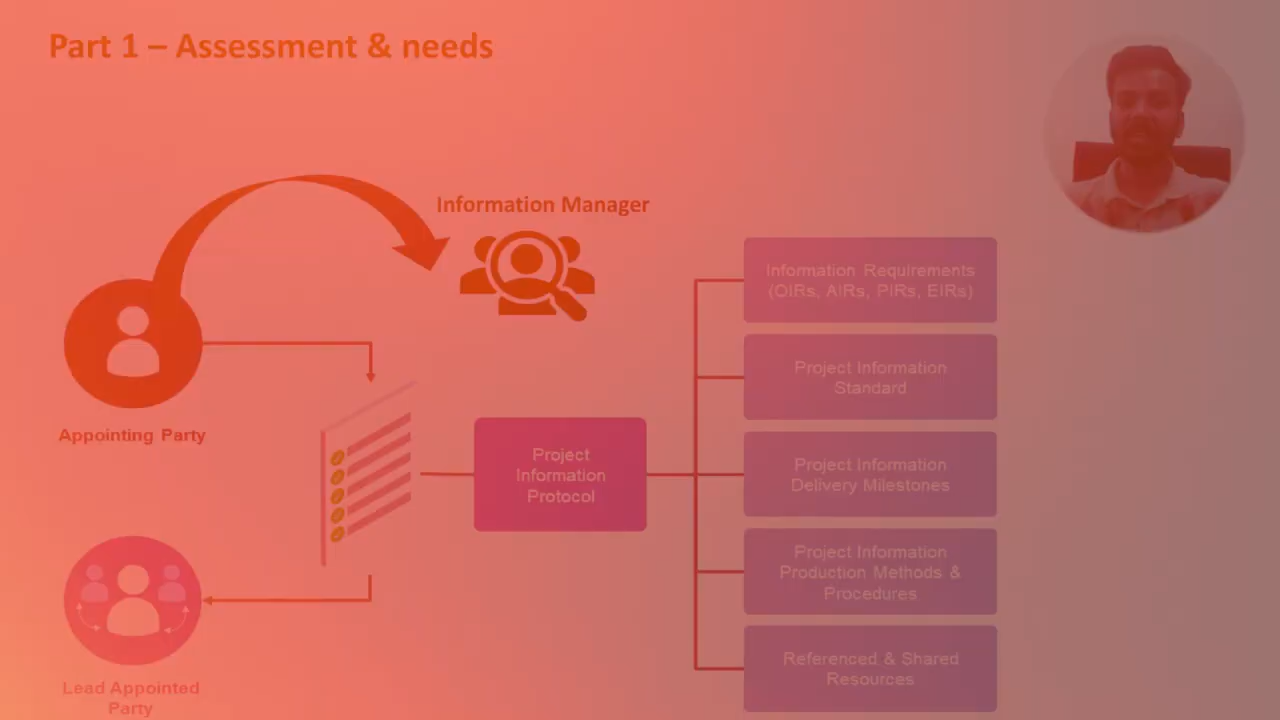 Part 1 – Assessment & needs
Information Manager
Appointing Party
Lead Appointed
Party
Project
Information
Protocol
Information Requirements
(OIRs, AIRs, PIRs, EIRs)
Project Information
Standard
Project Information
Delivery Milestones
Project Information
Production Methods &
Procedures
Referenced & Shared
Resources